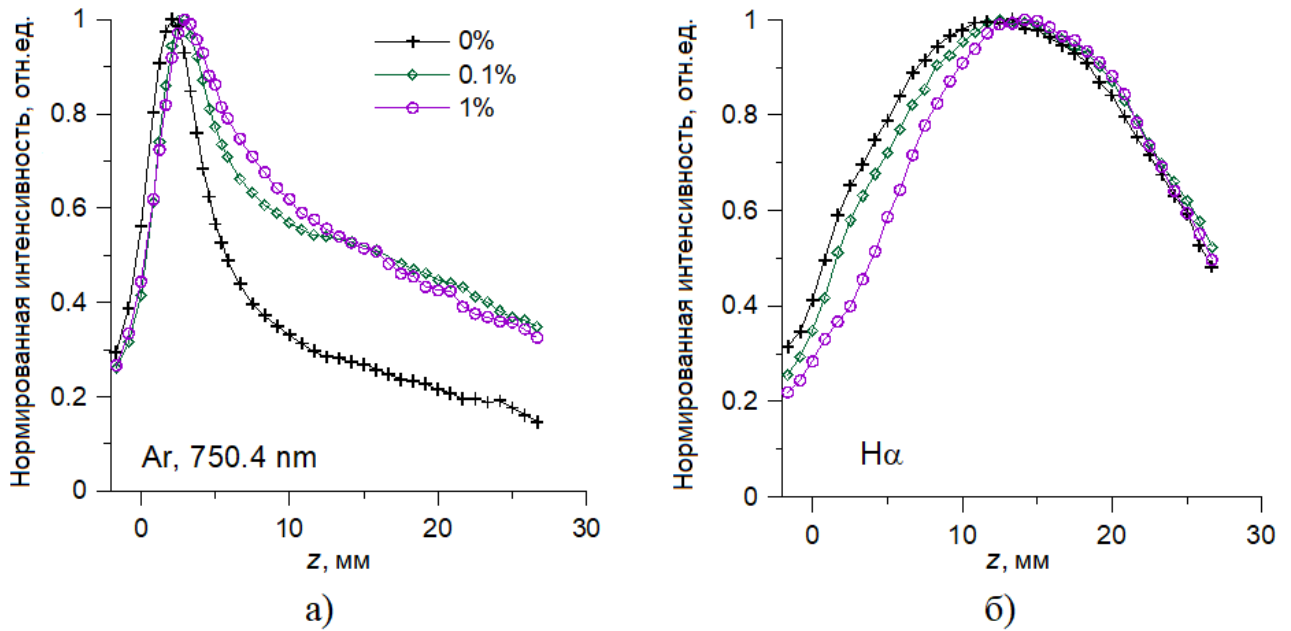 Нормированная интенсивность, отн.ед.
1
0.8
0.6
0.4
0.2
0
0%
0.1%
1%
Ar, 750.4 nm
0
10
20
30
z, мм
а)
Нормированная интенсивность, отн.ед.
1
0.8
0.6
0.4
0.2
0
Hα
0
10
20
30
z, мм
б)